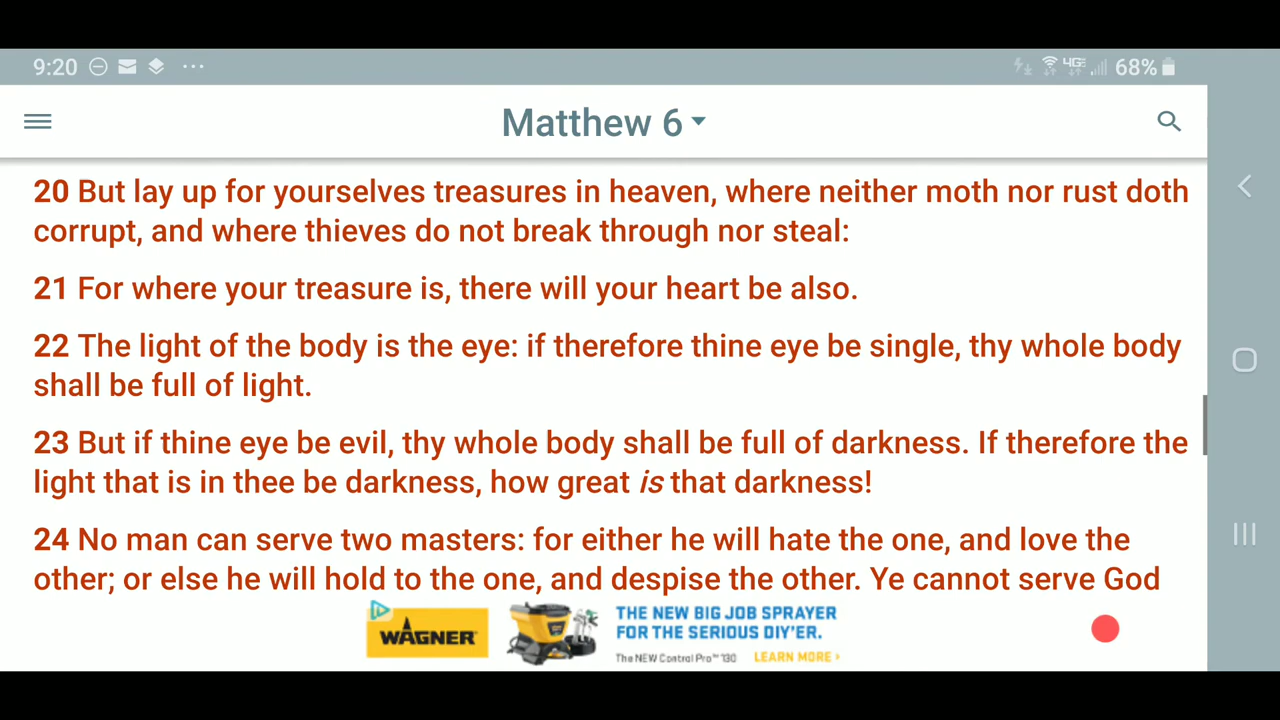 9:20 ... 4GE 68%
Matthew 6
20 But lay up for yourselves treasures in heaven, where neither moth nor rust doth
corrupt, and where thieves do not break through nor steal:
21 For where your treasure is, there will your heart be also.
22 The light of the body is the eye: if therefore thine eye be single, thy whole body
shall be full of light.
23 But if thine eye be evil, thy whole body shall be full of darkness. If therefore the
light that is in thee be darkness, how great is that darkness!
24 No man can serve two masters: for either he will hate the one, and love the
other; or else he will hold to the one, and despise the other. Ye cannot serve God
WAGNER
THE NEW BIG JOB SPRAYER
FOR THE SERIOUS DIY'ER.
The NEW Control Pro™ 130 LEARN MORE ›